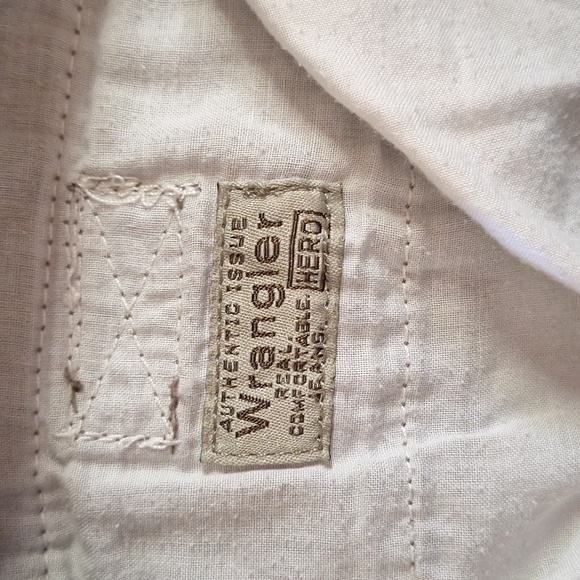 AUTHENTIC ISSUE
Wrangler
HERO
REAL.
COMFORTABLE.
JEANS.